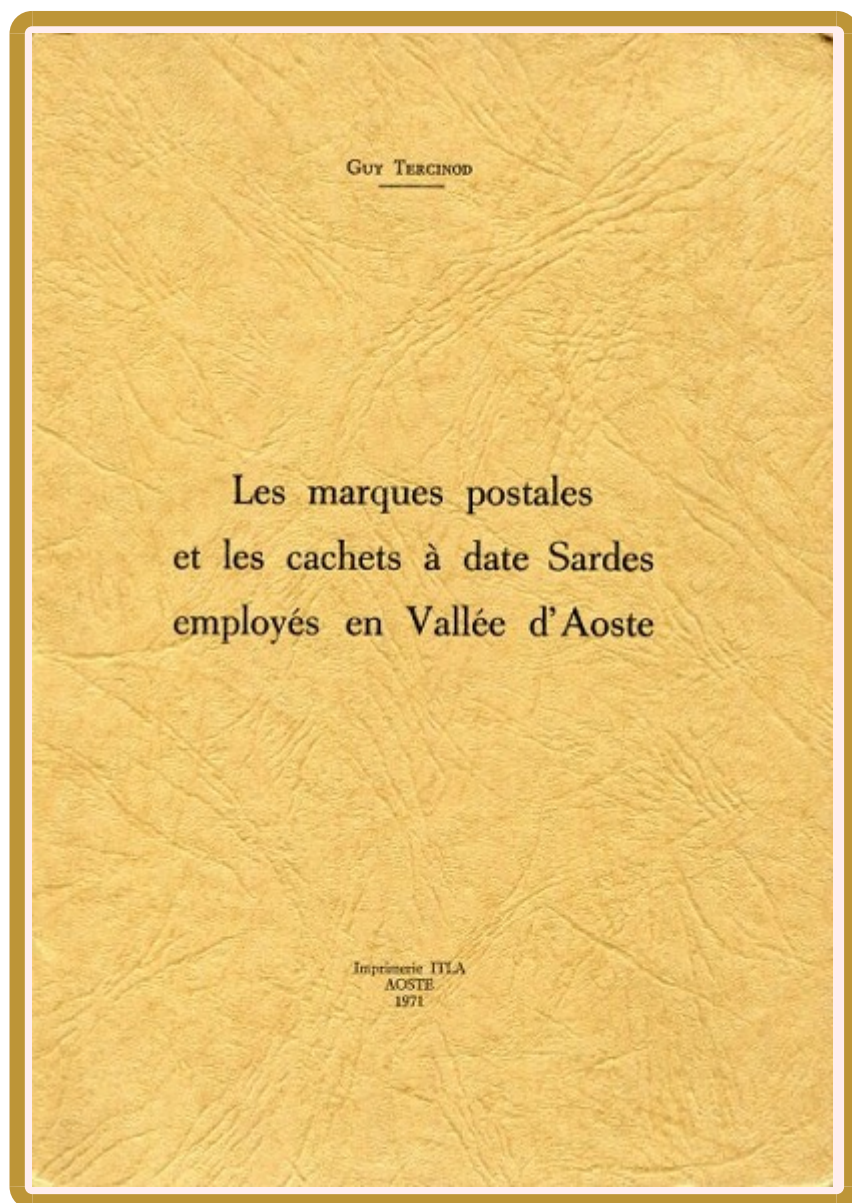 Guy Tercinod
Les marques postales
et les cachets à date Sardes
employés en Vallée d'Aoste
Imprimerie ITLA
AOSTE
1971